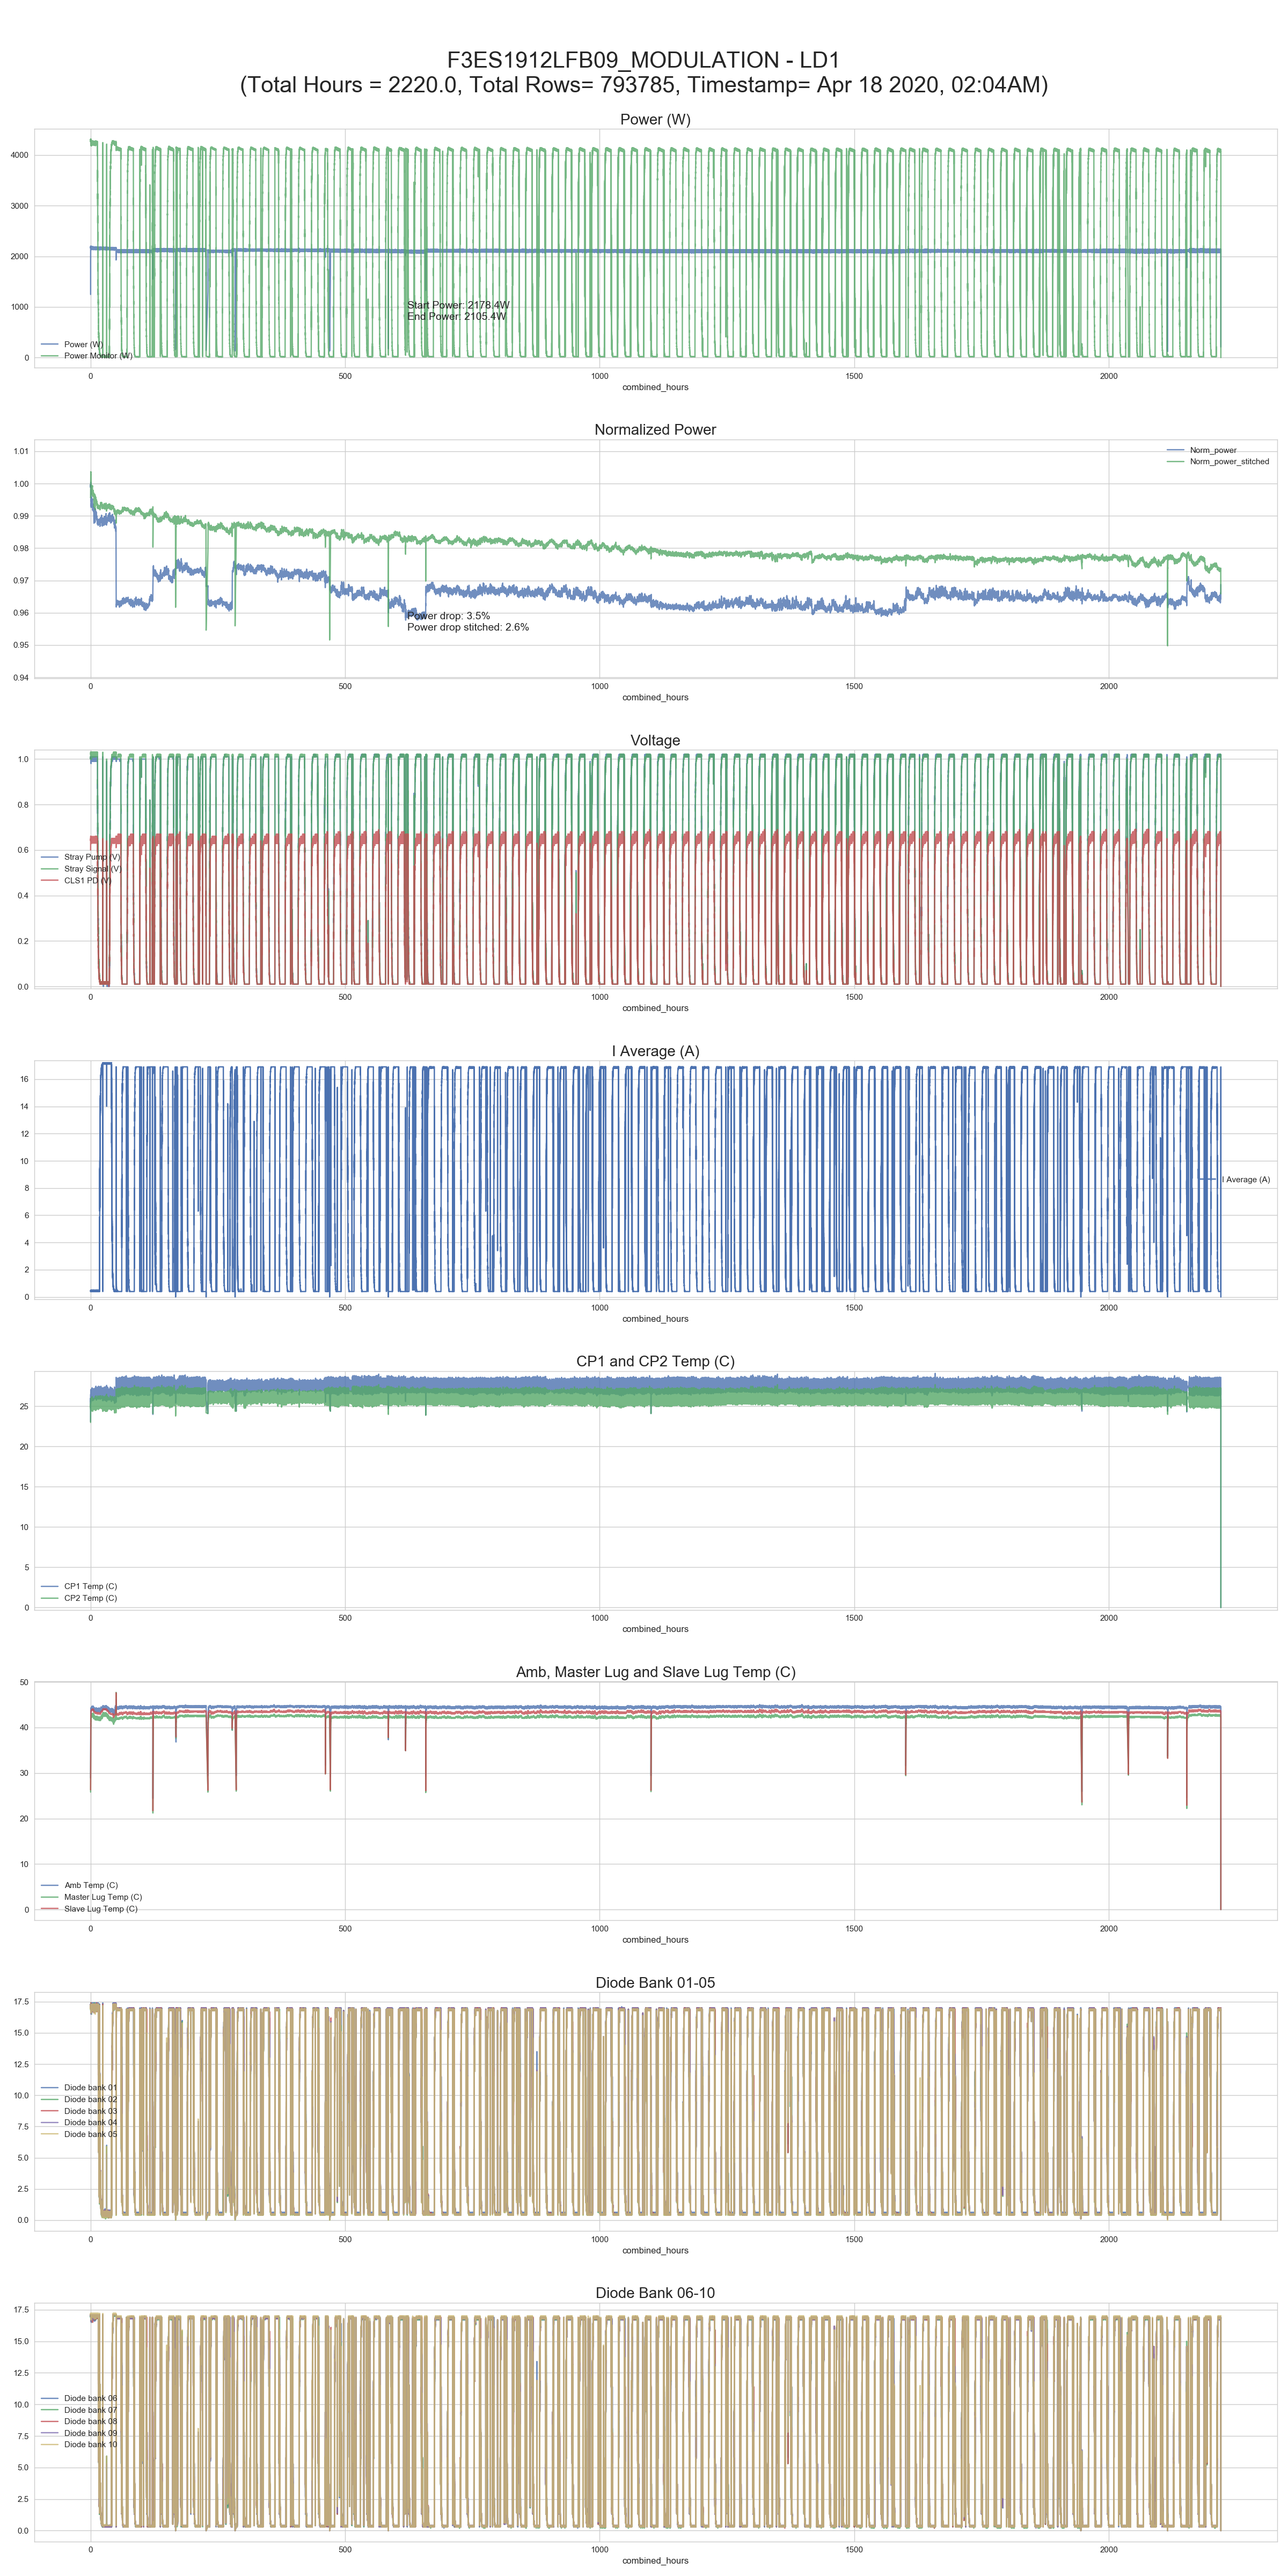 F3ES1912LFB09_MODULATION - LD1
(Total Hours = 2220.0, Total Rows= 793785, Timestamp= Apr 18 2020, 02:04AM)
Power (W)
4000
3000
2000
1000
0
Start Power: 2178.4W
End Power: 2105.4W
Power (W)
Power Monitor (W)
0 500 1000 1500 2000
combined_hours
Normalized Power
1.01
1.00
0.99
0.98
0.97
0.96
0.95
0.94
Norm_power
Norm_power_stitched
Power drop: 3.5%
Power drop stitched: 2.6%
0 500 1000 1500 2000
combined_hours
Voltage
1.0
0.8
0.6
0.4
0.2
0.0
Stray Pump (V)
Stray Signal (V)
CLS1 PD (V)
0 500 1000 1500 2000
combined_hours
I Average (A)
16
14
12
10
8
6
4
2
0
I Average (A)
0 500 1000 1500 2000
combined_hours
CP1 and CP2 Temp (C)
25
20
15
10
5
0
CP1 Temp (C)
CP2 Temp (C)
0 500 1000 1500 2000
combined_hours
Amb, Master Lug and Slave Lug Temp (C)
50
40
30
20
10
0
Amb Temp (C)
Master Lug Temp (C)
Slave Lug Temp (C)
0 500 1000 1500 2000
combined_hours
Diode Bank 01-05
17.5
15.0
12.5
10.0
7.5
5.0
2.5
0.0
Diode bank 01
Diode bank 02
Diode bank 03
Diode bank 04
Diode bank 05
0 500 1000 1500 2000
combined_hours
Diode Bank 06-10
17.5
15.0
12.5
10.0
7.5
5.0
2.5
0.0
Diode bank 06
Diode bank 07
Diode bank 08
Diode bank 09
Diode bank 10
0 500 1000 1500 2000
combined_hours